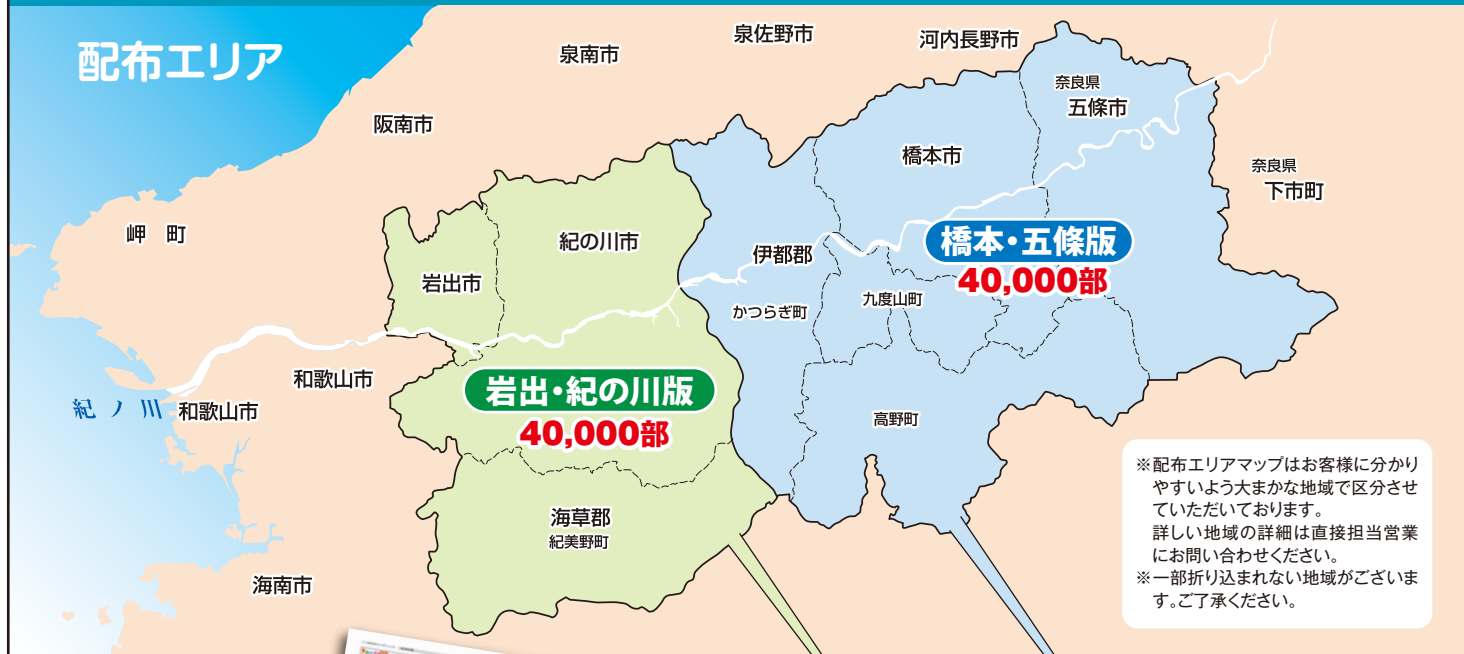 配布エリア
泉南市
泉佐野市
河内長野市
奈良県
五條市
阪南市
橋本市
奈良県
下市町
岬 町
紀の川市
伊都郡
橋本・五條版
40,000部
岩出市
かつらぎ町
九度山町
和歌山市
岩出・紀の川版
40,000部
紀 ノ 川
和歌山市
高野町
海草郡
紀美野町
海南市
※配布エリアマップはお客様に分かり
やすいよう大まかな地域で区分させ
ていただいております。
詳しい地域の詳細は直接担当営業
にお問い合わせください。
※一部折り込まれない地域がございま
す。ご了承ください。